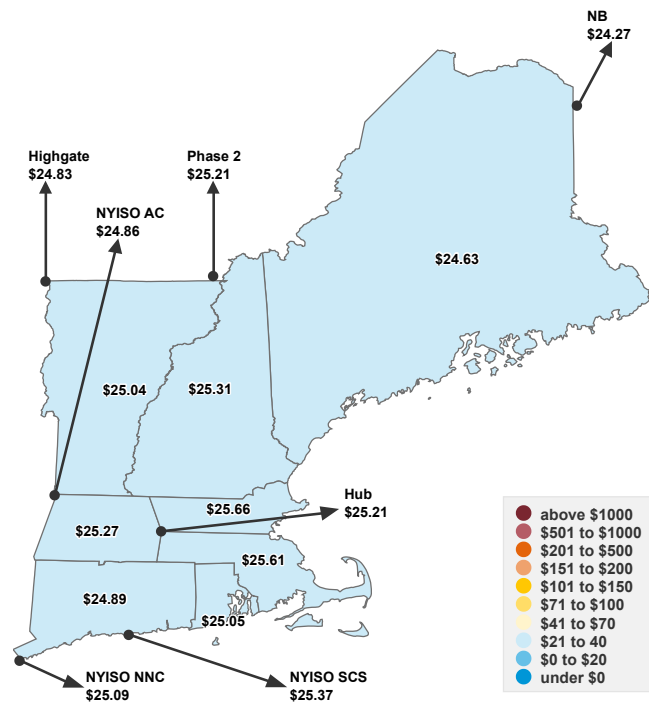 NB
$24.27
Highgate
$24.83
Phase 2
$25.21
NYISO AC
$24.86
$24.63
$25.04
$25.31
Hub
$25.21
$25.66
$25.27
$25.61
$24.89
$25.05
NYISO NNC
$25.09
NYISO SCS
$25.37
above $1000
$501 to $1000
$201 to $500
$151 to $200
$101 to $150
$71 to $100
$41 to $70
$21 to 40
$0 to $20
under $0